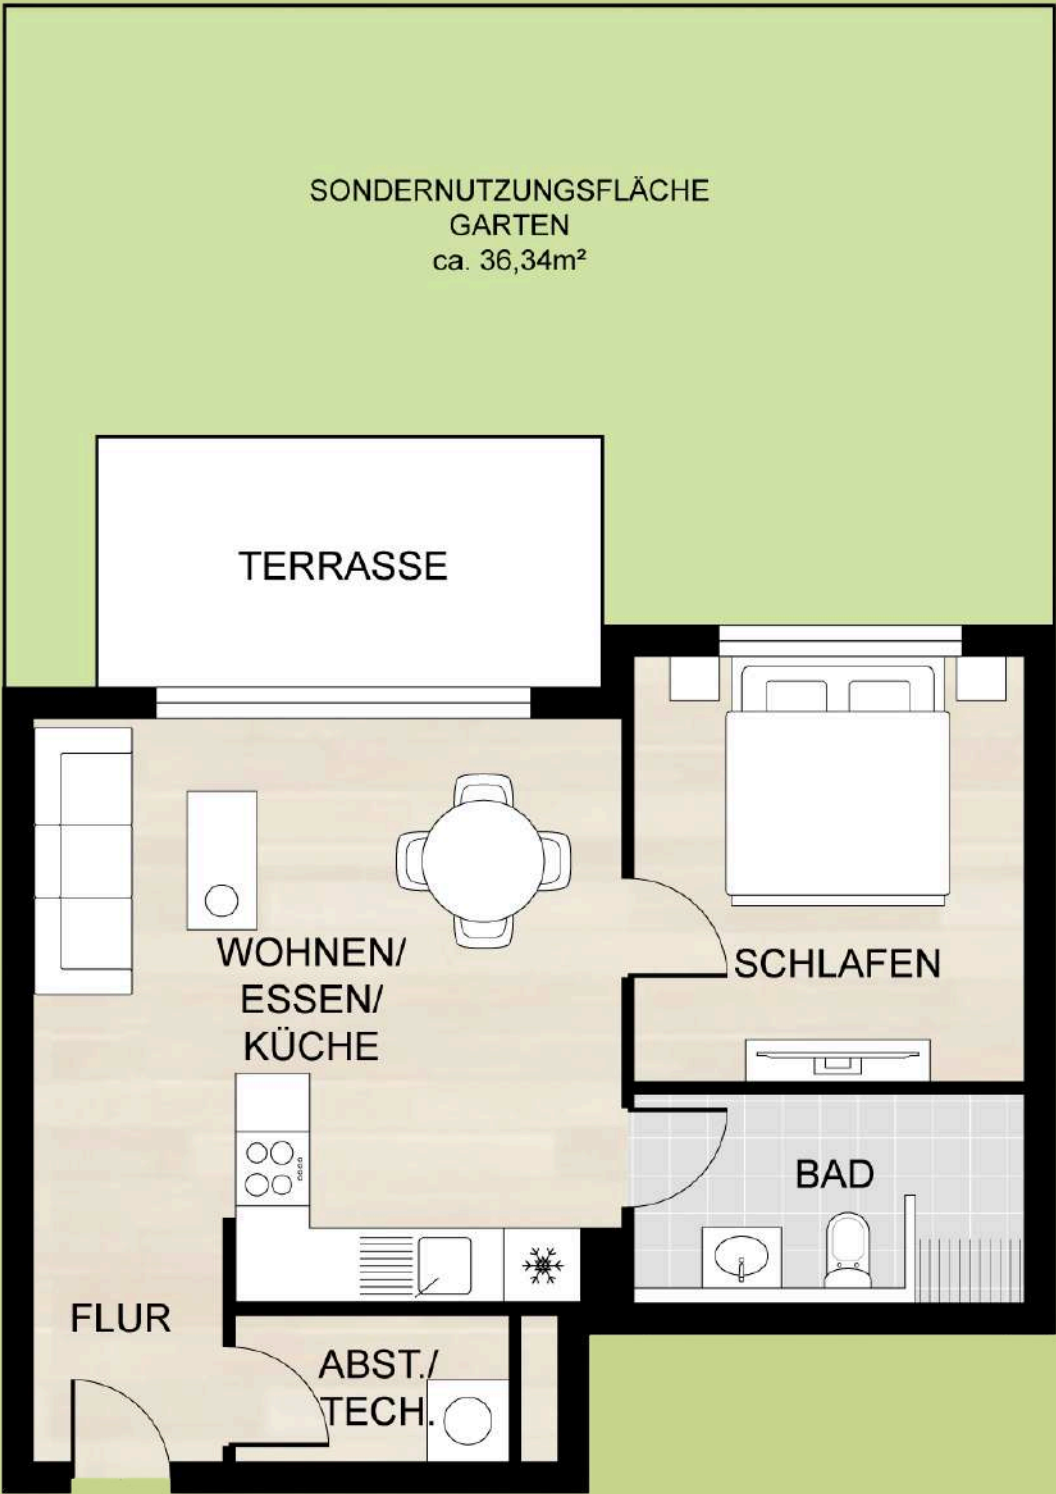 SONDERNUTZUNGSFLÄCHE
GARTEN
ca. 36,34m²
TERRASSE
WOHNEN/
ESSEN/
KÜCHE
SCHLAFEN
BAD
FLUR
ABST./
TECH.